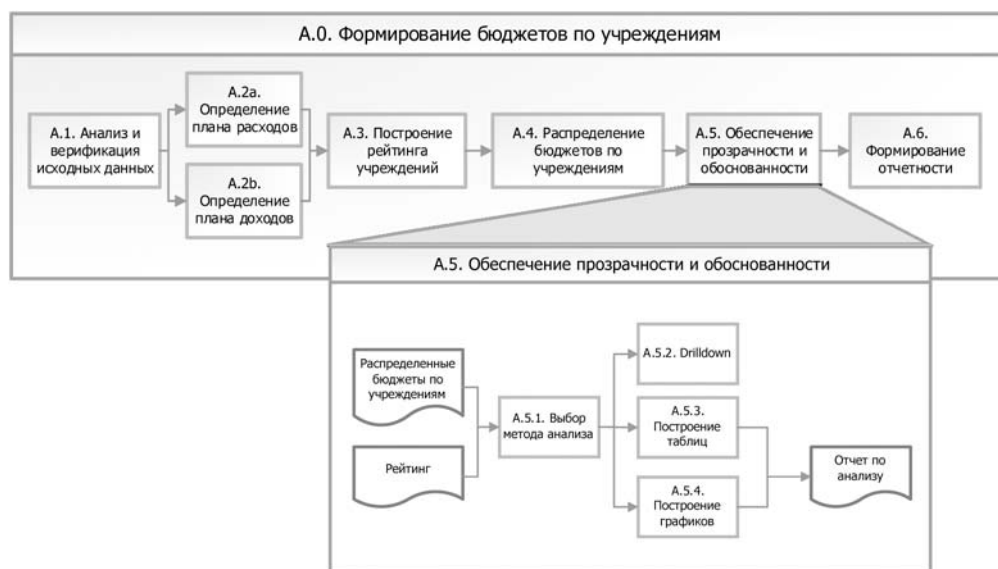 А.0. Формирование бюджетов по учреждениям
А.1. Анализ и
верификация
исходных данных
А.2а.
Определение
плана расходов
А.2b.
Определение
плана доходов
А.3. Построение
рейтинга
учреждений
А.4. Распределение
бюджетов по
учреждениям
А.5. Обеспечение
прозрачности и
обоснованности
А.6.
Формирование
отчетности
А.5. Обеспечение прозрачности и обоснованности
Распределенные
бюджеты по
учреждениям
Рейтинг
А.5.1. Выбор
метода анализа
А.5.2. Drilldown
А.5.3.
Построение
таблиц
А.5.4.
Построение
графиков
Отчет по
анализу